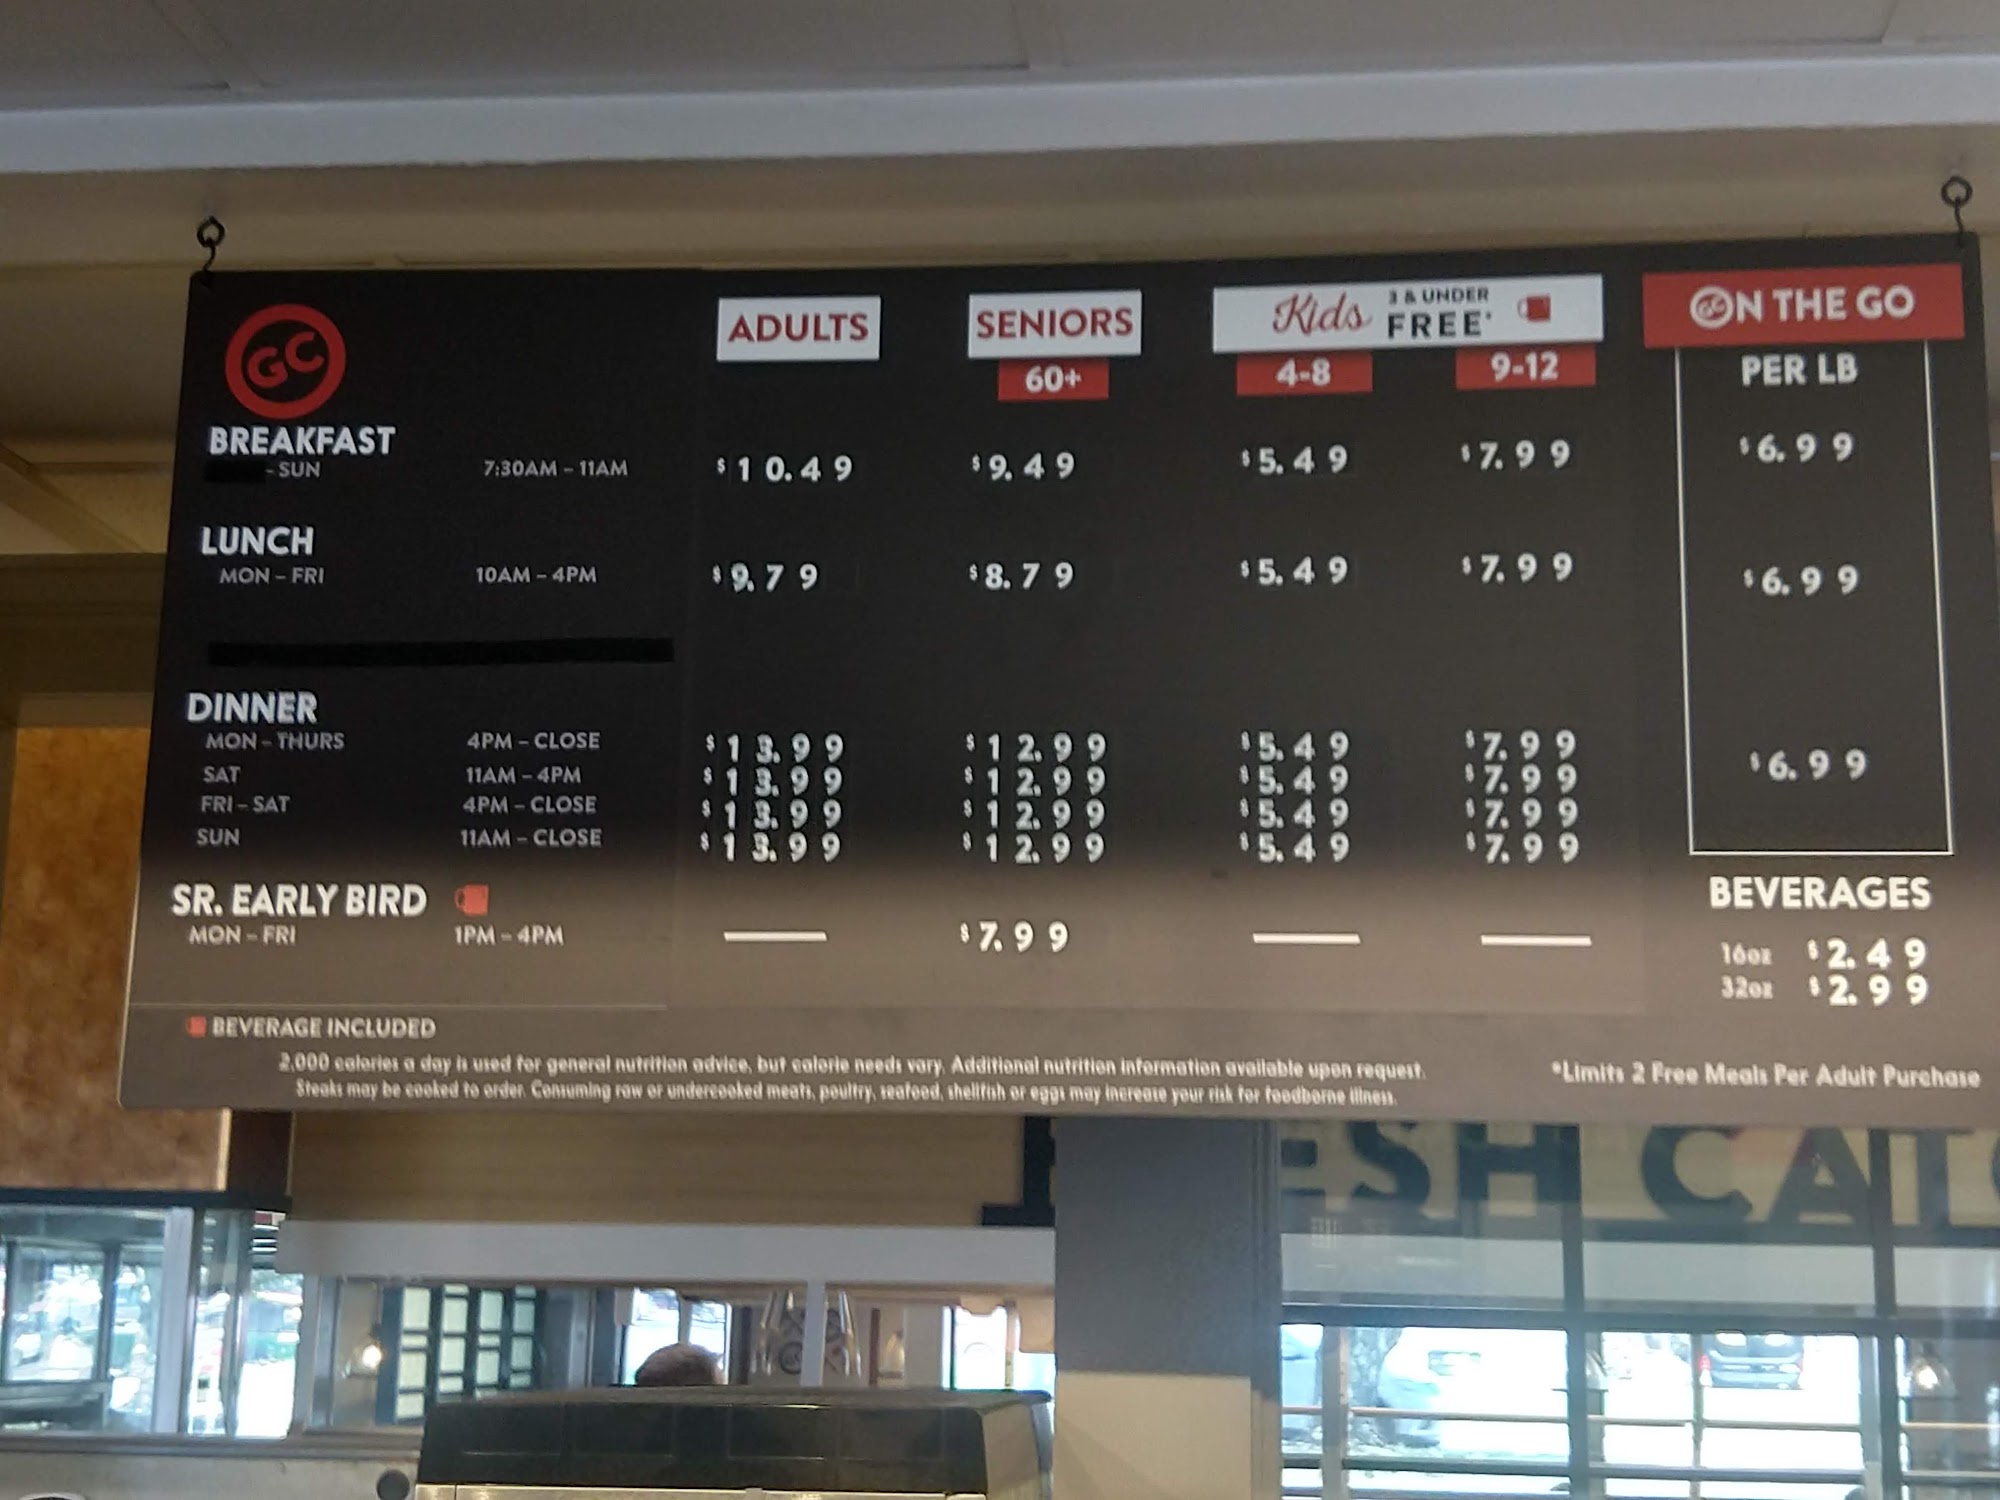 GC
ADULTS
SENIORS
60+
Kids 3 & UNDER FREE*
4-8 9-12
GC ON THE GO
PER LB
BREAKFAST
- SUN 7:30AM - 11AM $10.49 $9.49 $5.49 $7.99 $6.99
LUNCH
MON - FRI 10AM - 4PM $9.79 $8.79 $5.49 $7.99 $6.99
DINNER
MON - THURS 4PM - CLOSE $13.99 $12.99 $5.49 $7.99
SAT 11AM - 4PM $13.99 $12.99 $5.49 $7.99 $6.99
FRI - SAT 4PM - CLOSE $13.99 $12.99 $5.49 $7.99
SUN 11AM - CLOSE $13.99 $12.99 $5.49 $7.99
SR. EARLY BIRD
MON - FRI 1PM - 4PM — $7.99 — —
BEVERAGES
16oz $2.49
32oz $2.99
BEVERAGE INCLUDED
2,000 calories a day is used for general nutrition advice, but calorie needs vary. Additional nutrition information available upon request.
Steaks may be cooked to order. Consuming raw or undercooked meats, poultry, seafood, shellfish or eggs may increase your risk for foodborne illness.
*Limits 2 Free Meals Per Adult Purchase
ESH CAT